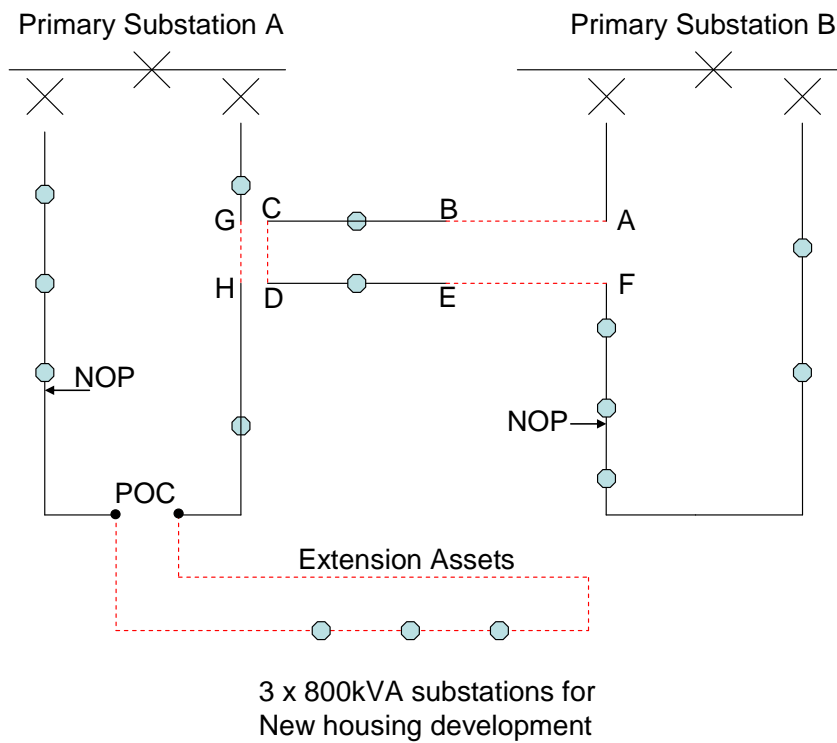 Primary Substation A
Primary Substation B
G
C
B
A
H
D
E
F
NOP
NOP
POC
Extension Assets
3 x 800kVA substations for
New housing development